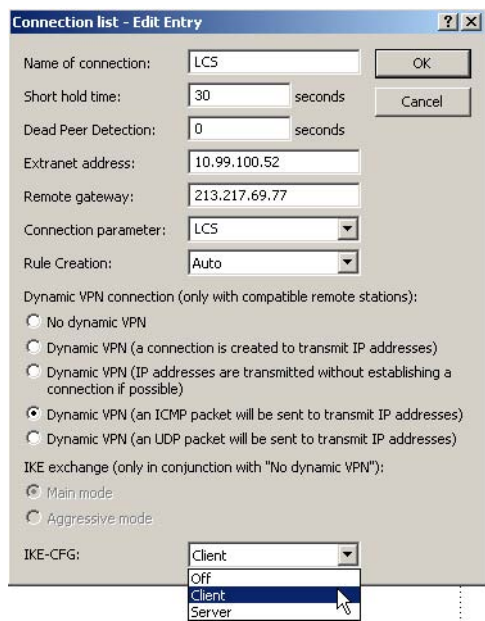 Connection list - Edit Entry
Name of connection: LCS OK
Short hold time: 30 seconds Cancel
Dead Peer Detection: 0 seconds
Extranet address: 10.99.100.52
Remote gateway: 213.217.69.77
Connection parameter: LCS
Rule Creation: Auto
Dynamic VPN connection (only with compatible remote stations):
No dynamic VPN
Dynamic VPN (a connection is created to transmit IP addresses)
Dynamic VPN (IP addresses are transmitted without establishing a
connection if possible)
Dynamic VPN (an ICMP packet will be sent to transmit IP addresses)
Dynamic VPN (an UDP packet will be sent to transmit IP addresses)
IKE exchange (only in conjunction with "No dynamic VPN"):
Main mode
Aggressive mode
IKE-CFG: Client
Off
Client
Server